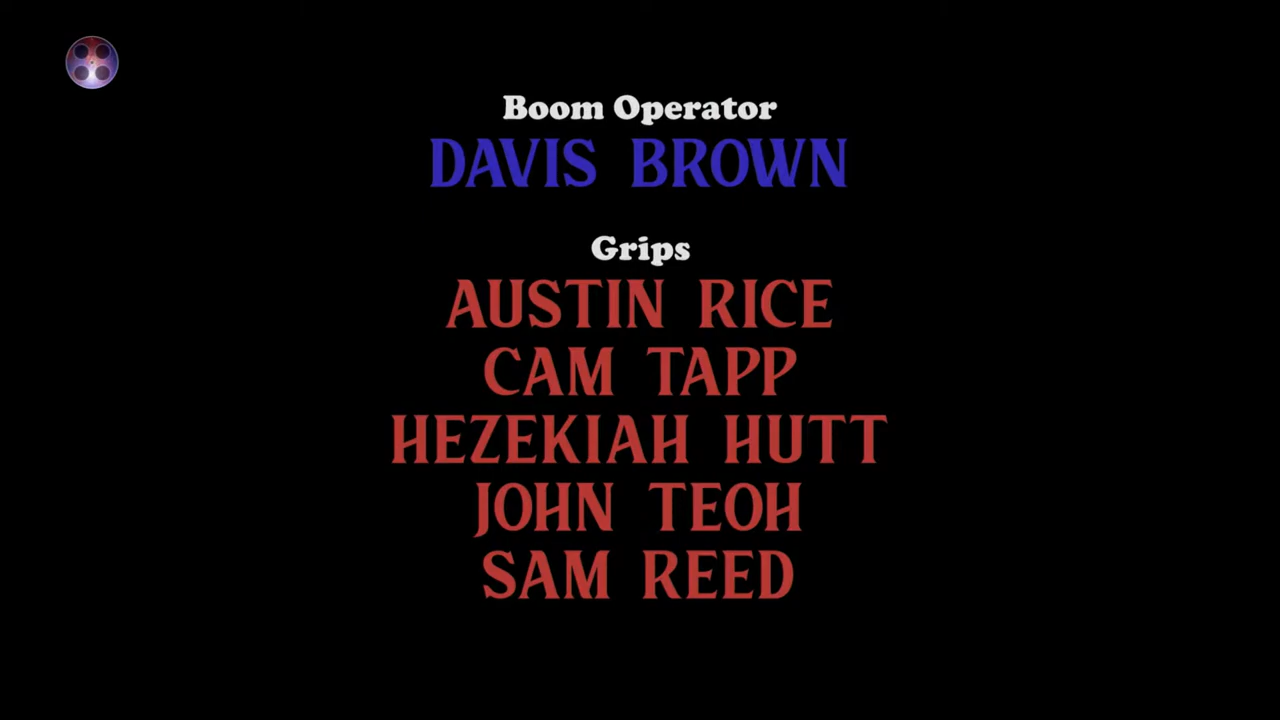 Boom Operator
DAVIS BROWN
Grips
AUSTIN RICE
CAM TAPP
HEZEKIAH HUTT
JOHN TEOH
SAM REED